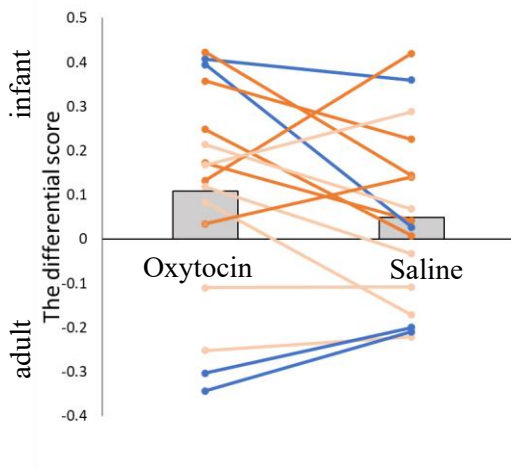 infant
adult
The differential score
0.5
0.4
0.3
0.2
0.1
0
-0.1
-0.2
-0.3
-0.4
Oxytocin
Saline